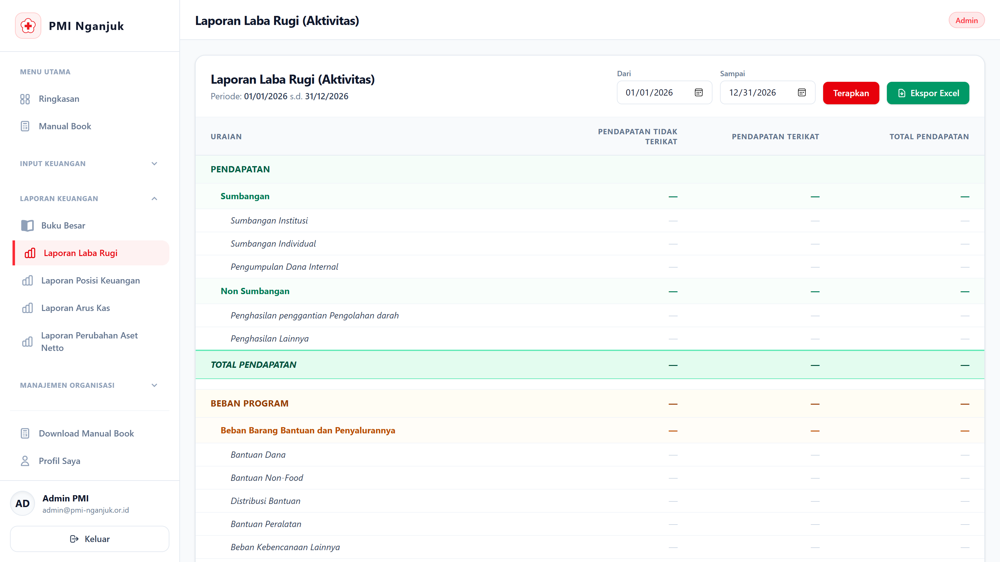 PMI Nganjuk
MENU UTAMA
Ringkasan
Manual Book
INPUT KEUANGAN
LAPORAN KEUANGAN
Buku Besar
Laporan Laba Rugi
Laporan Posisi Keuangan
Laporan Arus Kas
Laporan Perubahan Aset
Netto
MANAJEMEN ORGANISASI
Download Manual Book
Profil Saya
AD
Admin PMI
admin@pmi-nganjuk.or.id
Keluar
Laporan Laba Rugi (Aktivitas)
Admin
Laporan Laba Rugi (Aktivitas)
Periode: 01/01/2026 s.d. 31/12/2026
Dari
01/01/2026
Sampai
12/31/2026
Terapkan
Ekspor Excel
URAIAN
PENDAPATAN TIDAK
TERIKAT
PENDAPATAN TERIKAT
TOTAL PENDAPATAN
PENDAPATAN
Sumbangan — — —
Sumbangan Institusi — — —
Sumbangan Individual — — —
Pengumpulan Dana Internal — — —
Non Sumbangan — — —
Penghasilan penggantian Pengolahan darah — — —
Penghasilan Lainnya — — —
TOTAL PENDAPATAN — — —
BEBAN PROGRAM — — —
Beban Barang Bantuan dan Penyalurannya — — —
Bantuan Dana — — —
Bantuan Non-Food — — —
Distribusi Bantuan — — —
Bantuan Peralatan — — —
Beban Kebencanaan Lainnya — — —